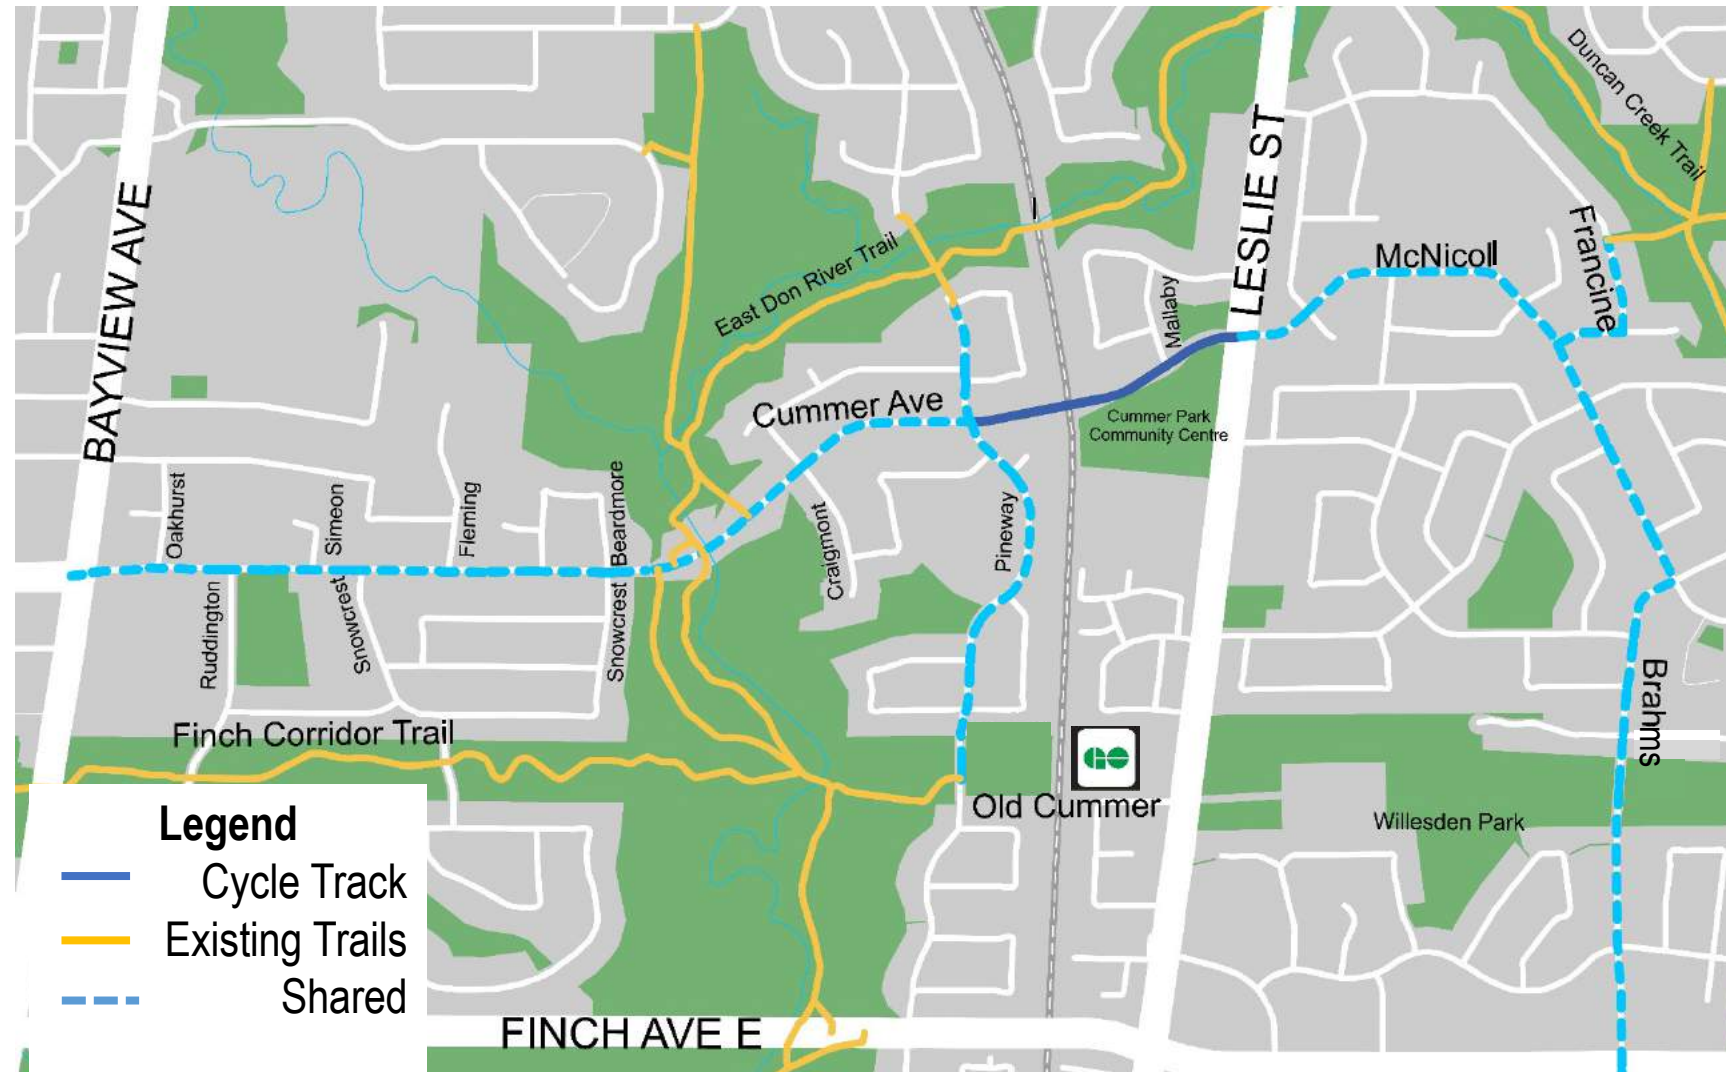 Duncan Creek Trail
BAYVIEW AVE
LESLIE ST
East Don River Trail
McNicoll
Francine
Mallaby
Cummer Ave
Cummer Park
Community Centre
Oakhurst
Simeon
Fleming
Beardmore
Craigmont
Pineway
Ruddington
Snowcrest
Snowcrest
Brahms
Finch Corridor Trail
GO
Old Cummer
Willesden Park
Legend
Cycle Track
Existing Trails
Shared
FINCH AVE E